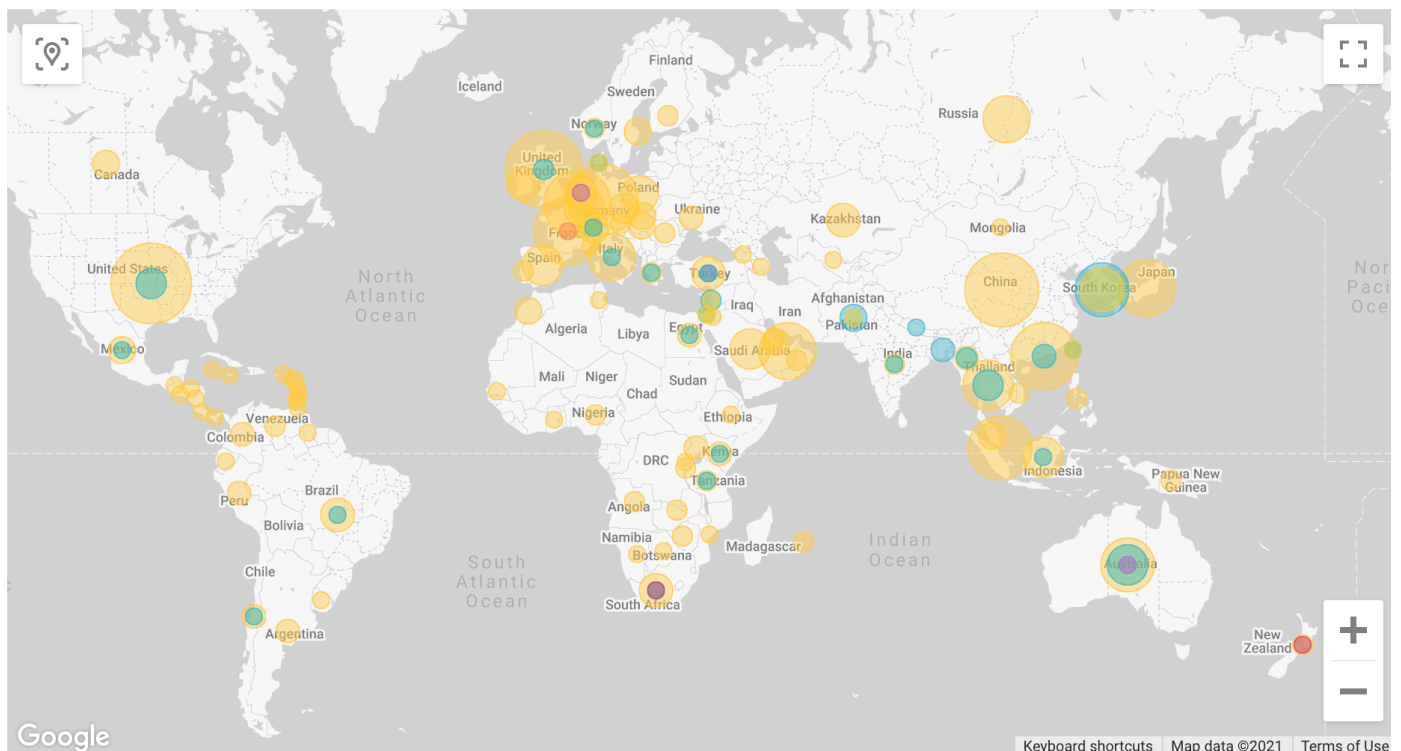 Finland
Iceland
Sweden
Russia
Norway
United
Kingdom
Canada
Poland
Germany
Ukraine
Kazakhstan
Mongolia
France
Italy
Spain
United States
North
Atlantic
Ocean
Turkey
China
Japan
South Korea
Nor
Paci
Oce
Afghanistan
Iraq
Iran
Pakistan
Algeria
Libya
Egypt
Mexico
Saudi Arabia
India
Thailand
Mali
Niger
Sudan
Chad
Nigeria
Ethiopia
Venezuela
Colombia
DRC
Kenya
Indonesia
Tanzania
Papua New
Guinea
Brazil
Peru
Angola
Bolivia
Namibia
Madagascar
Botswana
Indian
Ocean
South
Atlantic
Ocean
Chile
Australia
South Africa
Argentina
New
Zealand
c
Google
Keyboard shortcuts
Map data ©2021
Terms of Use